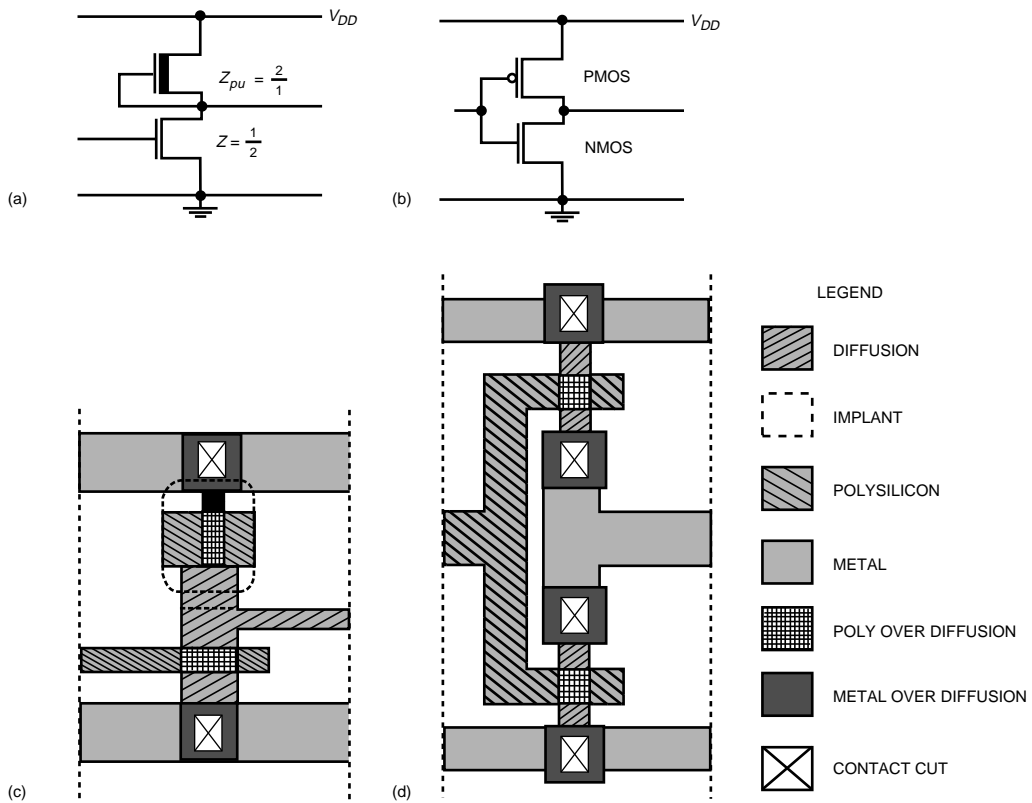 V_DD
Z_pu = 2/1
Z = 1/2
(a)
V_DD
PMOS
NMOS
(b)
LEGEND
DIFFUSION
IMPLANT
POLYSILICON
METAL
POLY OVER DIFFUSION
METAL OVER DIFFUSION
CONTACT CUT
(c)
(d)